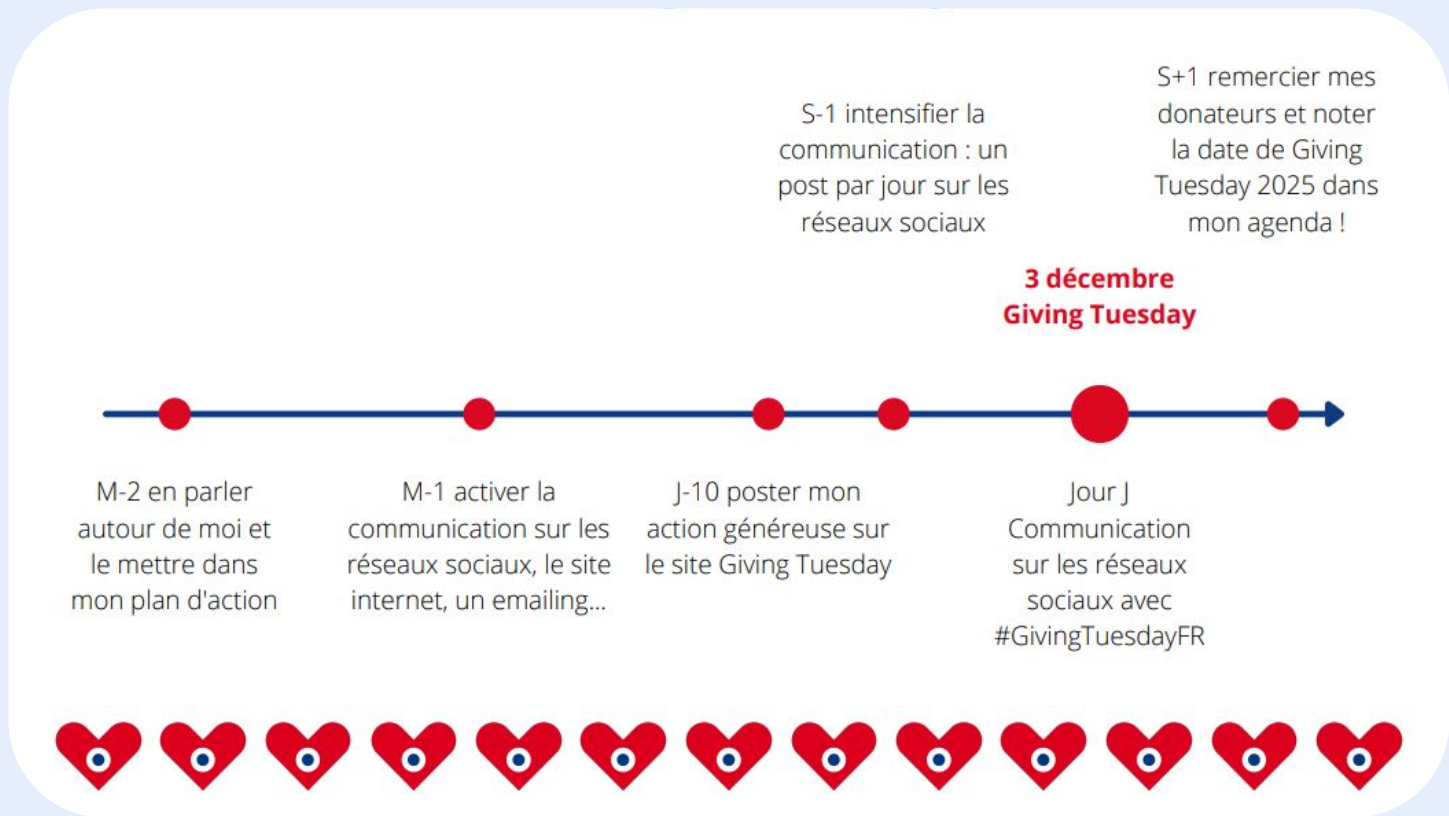 S-1 intensifier la
communication : un
post par jour sur les
réseaux sociaux
S+1 remercier mes
donateurs et noter
la date de Giving
Tuesday 2025 dans
mon agenda !
3 décembre
Giving Tuesday
M-2 en parler
autour de moi et
le mettre dans
mon plan d'action
M-1 activer la
communication sur les
réseaux sociaux, le site
internet, un emailing...
J-10 poster mon
action généreuse sur
le site Giving Tuesday
Jour J
Communication
sur les réseaux
sociaux avec
#GivingTuesdayFR